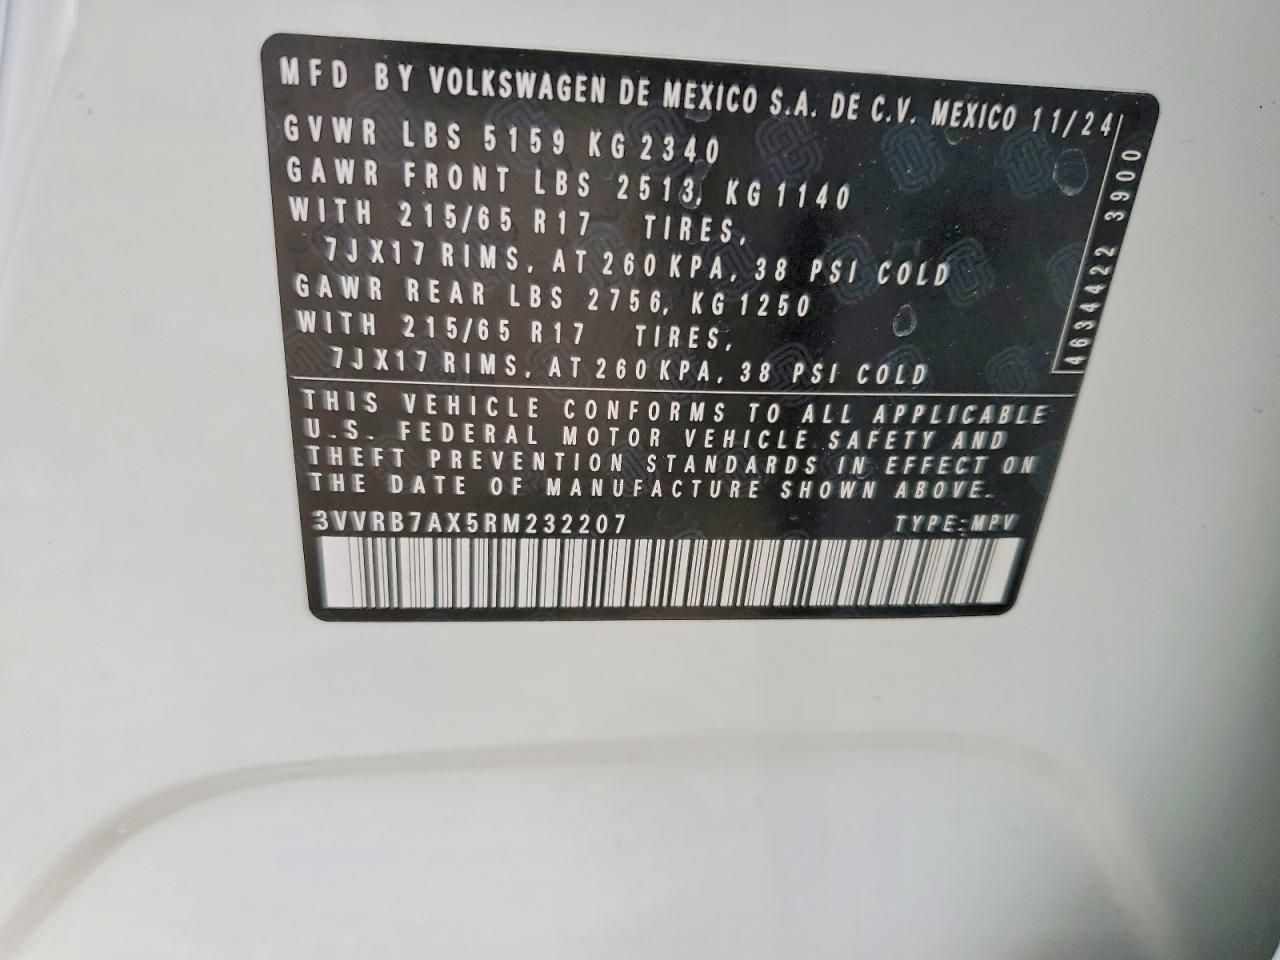 MFD BY VOLKSWAGEN DE MEXICO S.A. DE C.V. MEXICO 11/24
GVWR LBS 5159 KG 2340
GAWR FRONT LBS 2513, KG 1140
WITH 215/65 R17 TIRES,
7JX17 RIMS, AT 260 KPA, 38 PSI COLD
GAWR REAR LBS 2756, KG 1250
WITH 215/65 R17 TIRES,
7JX17 RIMS, AT 260 KPA, 38 PSI COLD
4634422 3900
THIS VEHICLE CONFORMS TO ALL APPLICABLE
U.S. FEDERAL MOTOR VEHICLE SAFETY AND
THEFT PREVENTION STANDARDS IN EFFECT ON
THE DATE OF MANUFACTURE SHOWN ABOVE.
3VVRB7AX5RM232207 TYPE:MPV